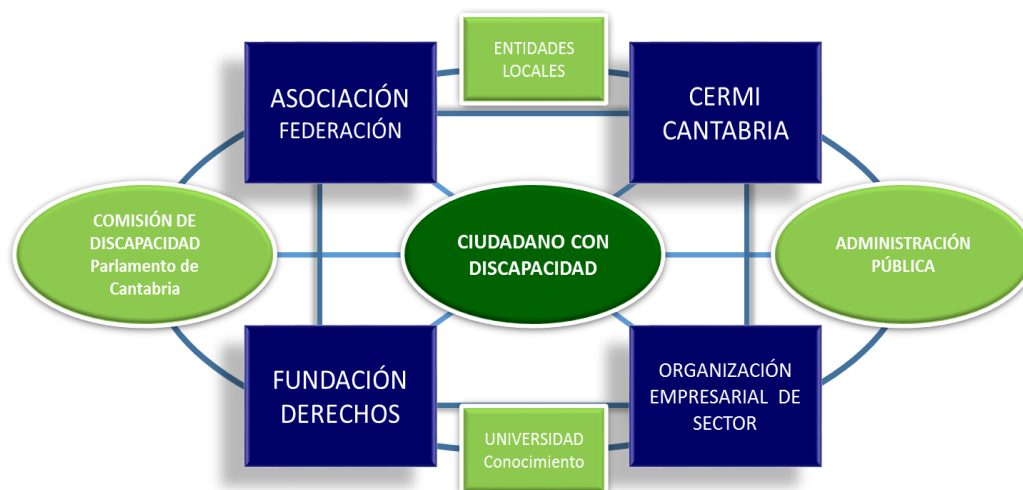 ENTIDADES
LOCALES
ASOCIACIÓN
FEDERACIÓN
CERMI
CANTABRIA
COMISIÓN DE
DISCAPACIDAD
Parlamento de
Cantabria
CIUDADANO CON
DISCAPACIDAD
ADMINISTRACIÓN
PÚBLICA
FUNDACIÓN
DERECHOS
ORGANIZACIÓN
EMPRESARIAL DE
SECTOR
UNIVERSIDAD
Conocimiento